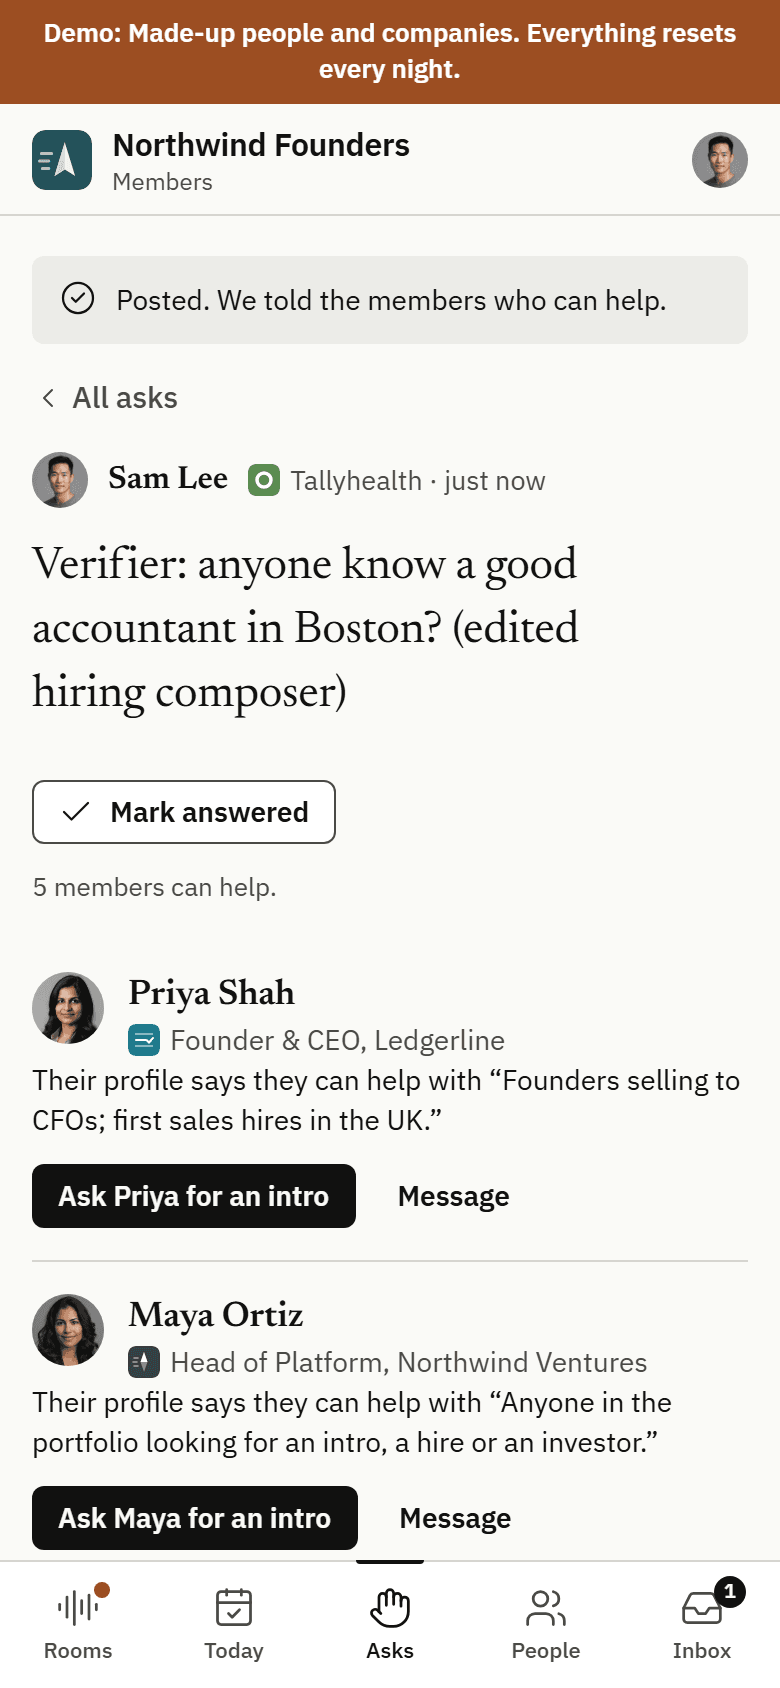 Demo: Made-up people and companies. Everything resets
every night.
Northwind Founders
Members
Posted. We told the members who can help.
All asks
Sam Lee Tallyhealth · just now
Verifier: anyone know a good
accountant in Boston? (edited
hiring composer)
Mark answered
5 members can help.
Priya Shah
Founder & CEO, Ledgerline
Their profile says they can help with “Founders selling to
CFOs; first sales hires in the UK.”
Ask Priya for an intro Message
Maya Ortiz
Head of Platform, Northwind Ventures
Their profile says they can help with “Anyone in the
portfolio looking for an intro, a hire or an investor.”
Ask Maya for an intro Message
1
Rooms Today Asks People Inbox